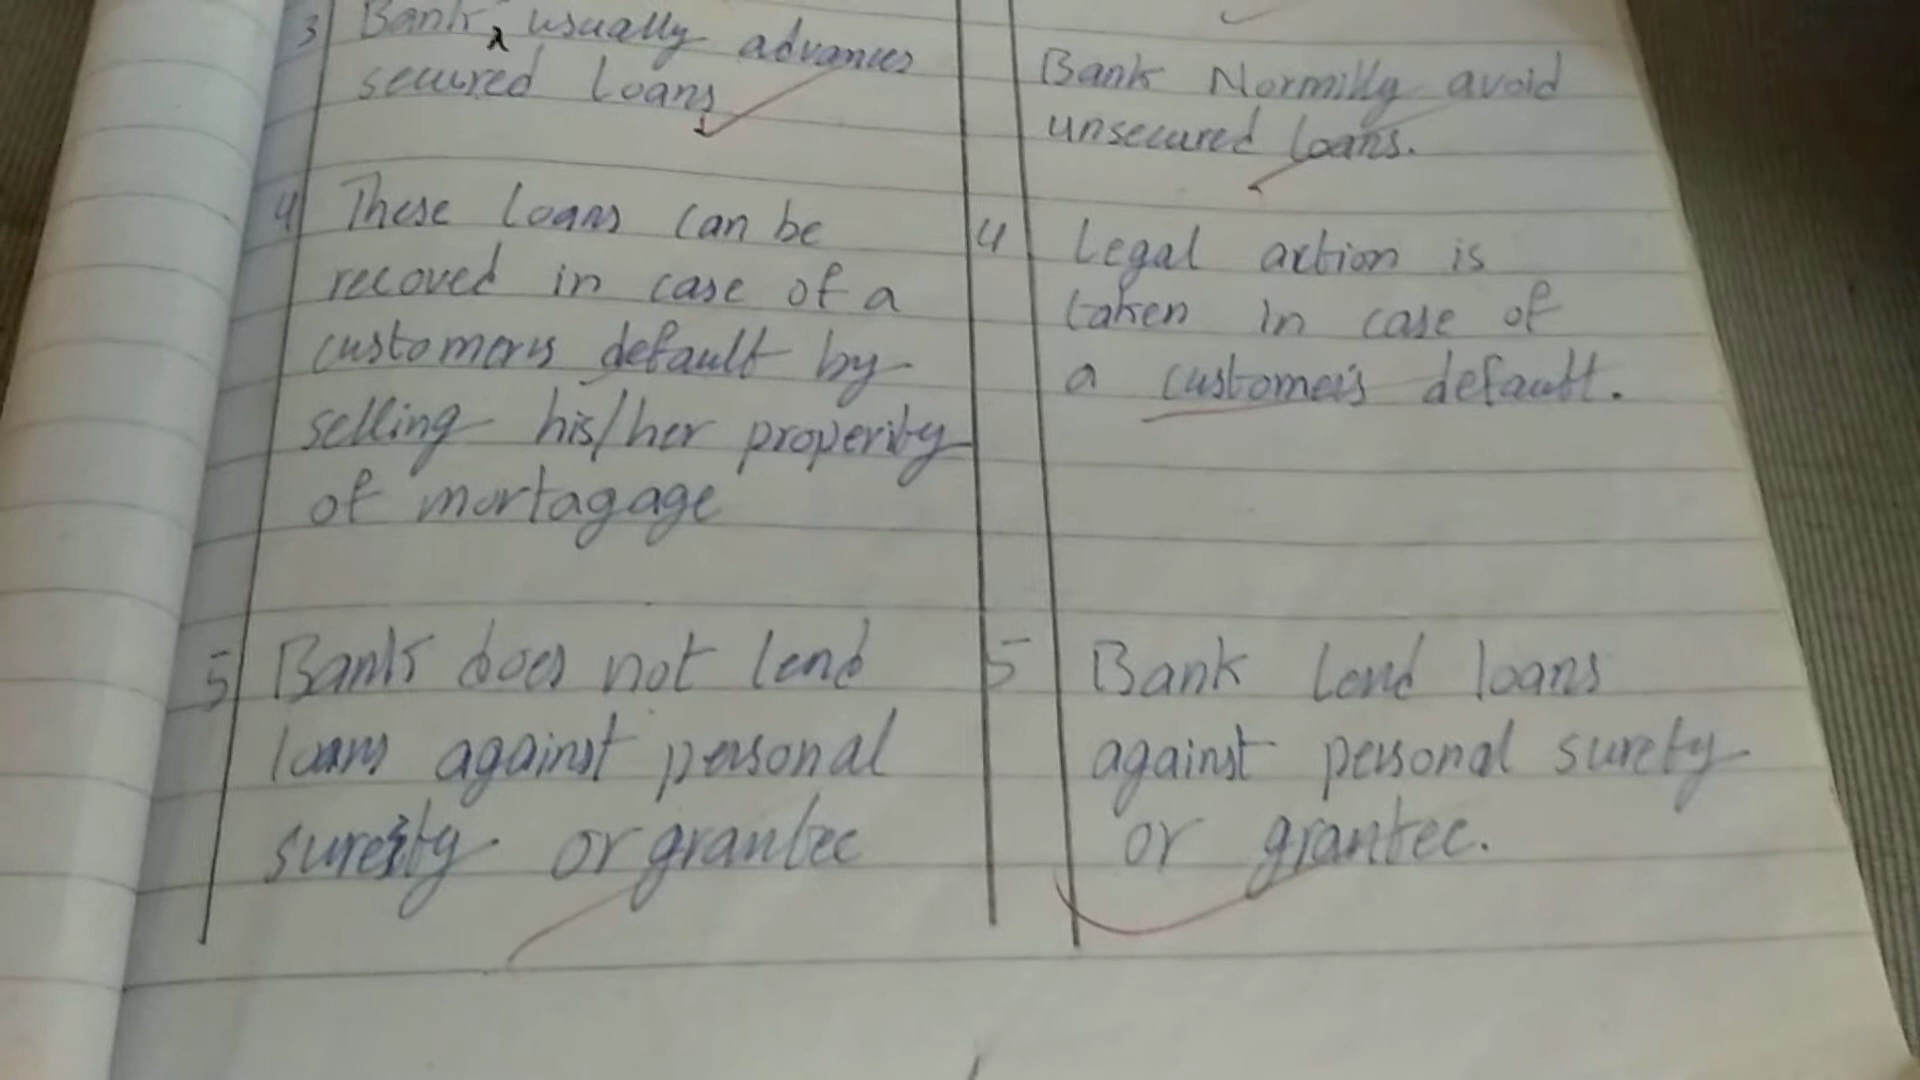 3 Bank usually advances
secured loans
Bank Normilly avoid
unsecured loans.
4 These loans can be
recoved in case of a
customers default by
selling his/her properity
of mortagage
4 Legal action is
taken in case of
a customer's default.
5 Bank does not lend
loans against personal
surety or grantee
5 Bank Lend loans
against personal surety
or grantee.